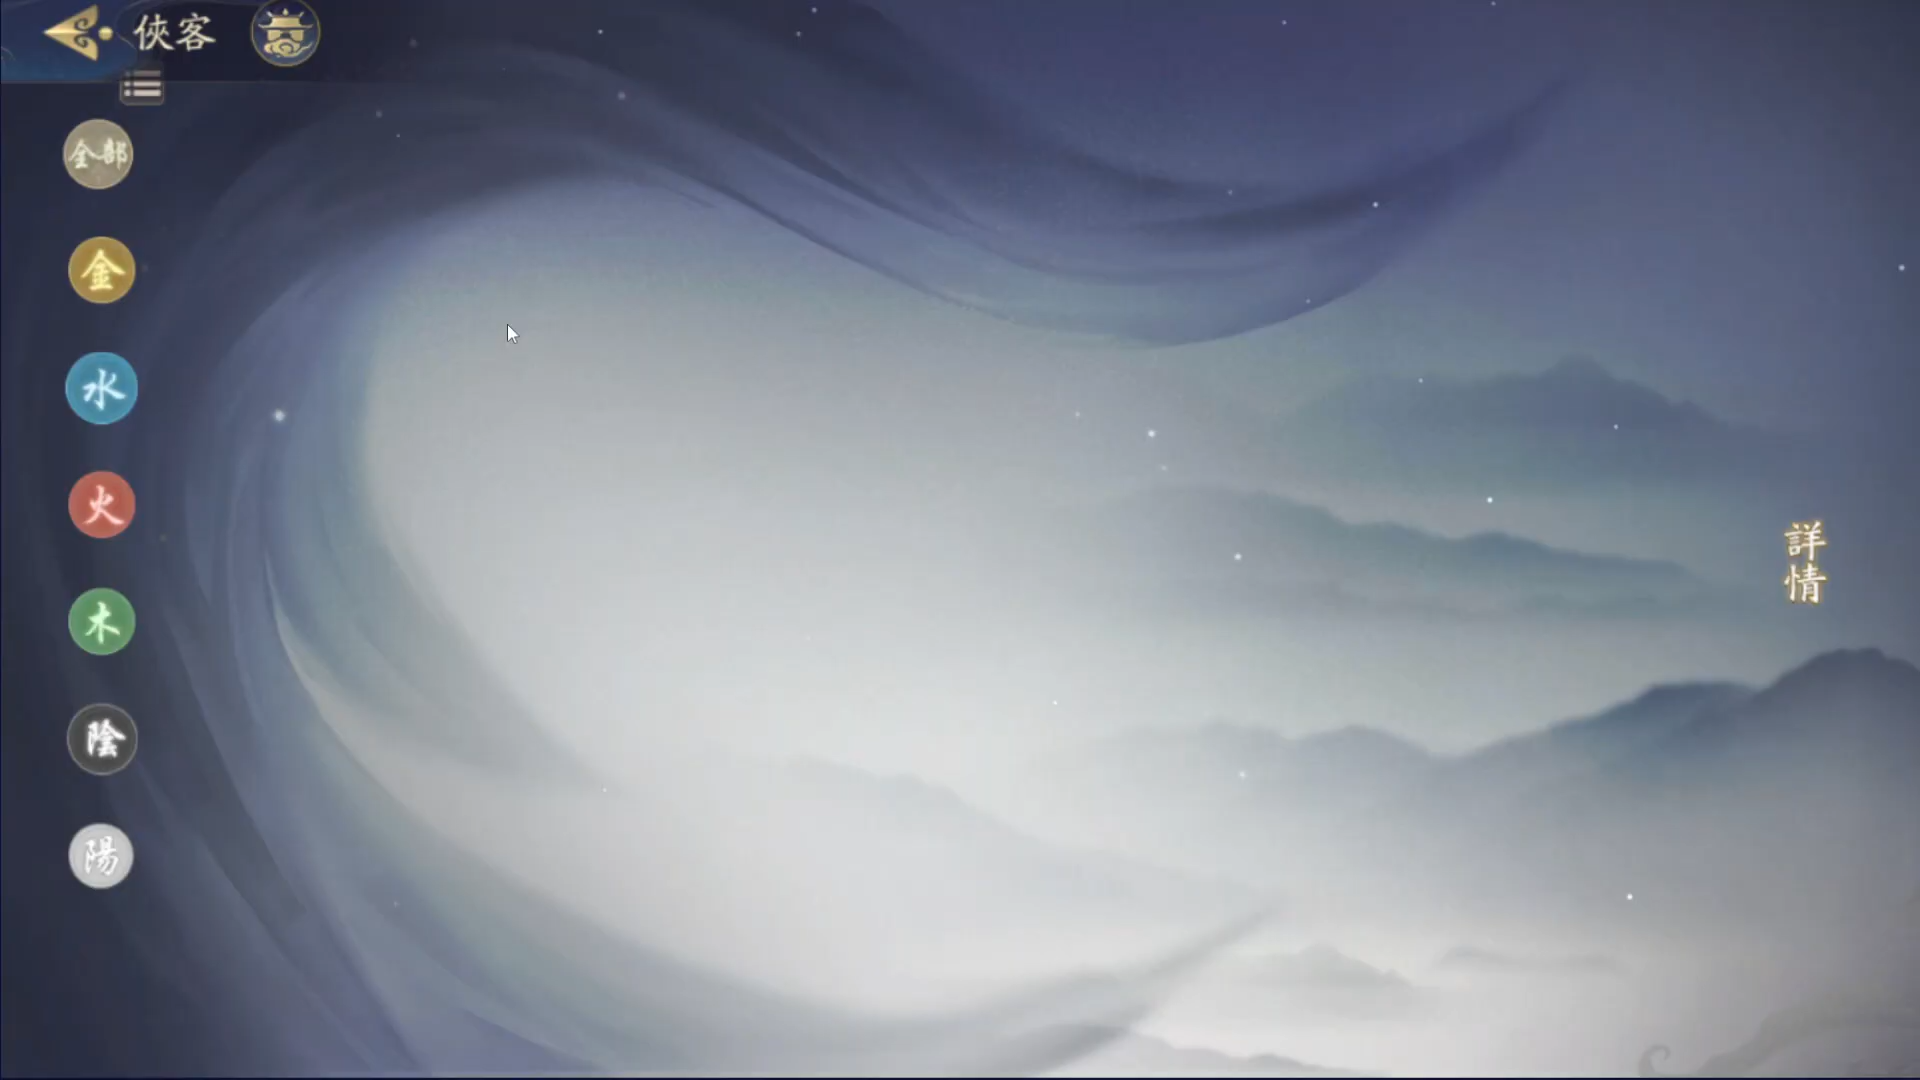 俠客
全部
金
水
火
木
陰
陽
詳情